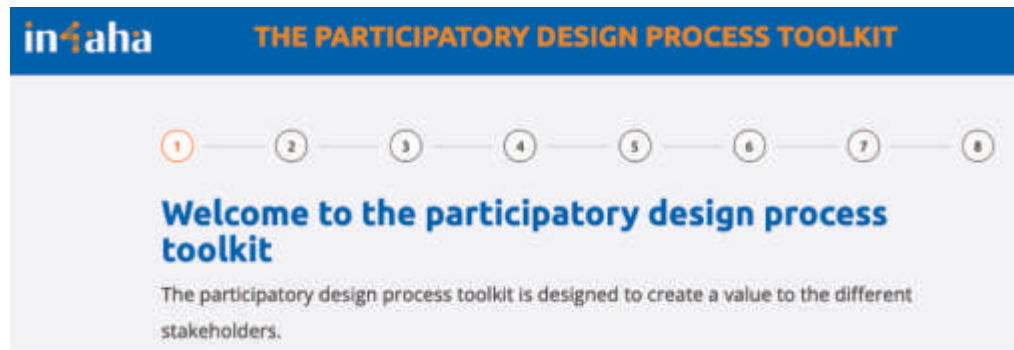 in4aha
THE PARTICIPATORY DESIGN PROCESS TOOLKIT
1 2 3 4 5 6 7 8
Welcome to the participatory design process
toolkit
The participatory design process toolkit is designed to create a value to the different
stakeholders.